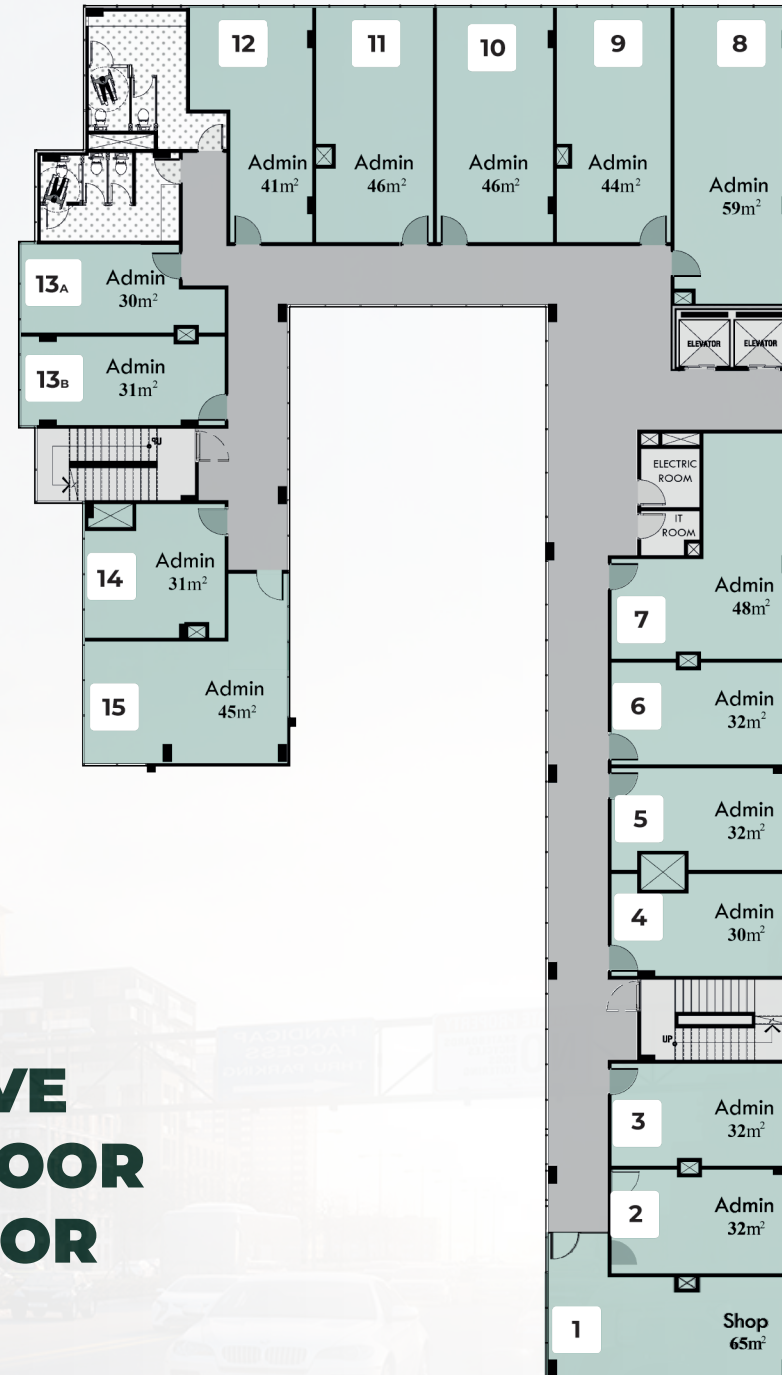 12
11
10
9
8
Admin
41m²
Admin
46m²
Admin
46m²
Admin
44m²
Admin
59m²
13A
Admin
30m²
ELEVATOR
ELEVATOR
13B
Admin
31m²
ELECTRIC
ROOM
IT
ROOM
14
Admin
31m²
7
Admin
48m²
15
Admin
45m²
6
Admin
32m²
5
Admin
32m²
4
Admin
30m²
UP
VE
OOR
OR
3
Admin
32m²
2
Admin
32m²
1
Shop
65m²